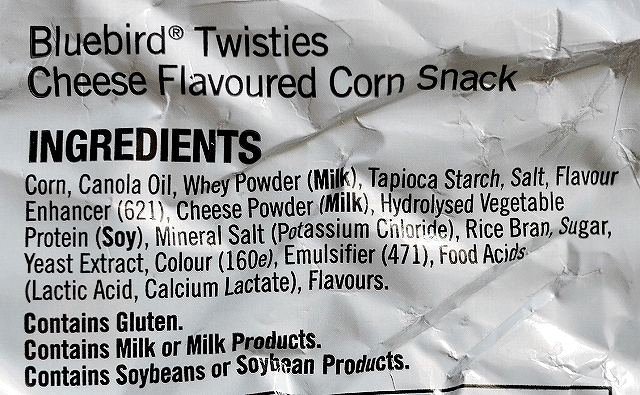 Bluebird® Twisties
Cheese Flavoured Corn Snack
INGREDIENTS
Corn, Canola Oil, Whey Powder (Milk), Tapioca Starch, Salt, Flavour
Enhancer (621), Cheese Powder (Milk), Hydrolysed Vegetable
Protein (Soy), Mineral Salt (Potassium Chloride), Rice Bran, Sugar,
Yeast Extract, Colour (160e), Emulsifier (471), Food Acids
(Lactic Acid, Calcium Lactate), Flavours.
Contains Gluten.
Contains Milk or Milk Products.
Contains Soybeans or Soybean Products.